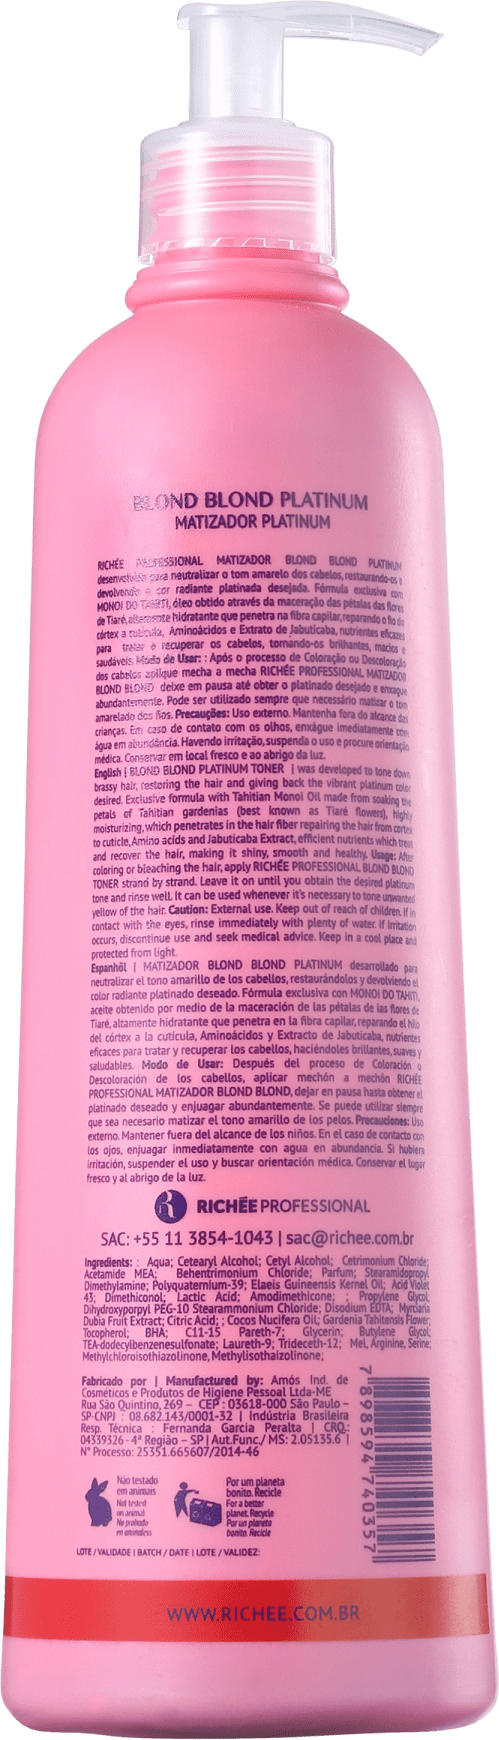 BLOND BLOND PLATINUM
MATIZADOR PLATINUM
RICHÉE PROFESSIONAL MATIZADOR BLOND BLOND PLATINUM
desenvolvido para neutralizar o tom amarelo dos cabelos, restaurando-os e
devolvendo a cor radiante platinada desejada. Fórmula exclusiva com
MONOI DO TAHITI, óleo obtido através da maceração das pétalas das flores
de Tiaré, altamente hidratante que penetra na fibra capilar, reparando o fio do
córtex a cutícula, Aminoácidos e Extrato de Jabuticaba, nutrientes eficazes
para tratar e recuperar os cabelos, tornando-os brilhantes, macios e
saudáveis. Modo de Usar: : Após o processo de Coloração ou Descoloração
dos cabelos aplique mecha a mecha RICHÉE PROFESSIONAL MATIZADOR
BLOND BLOND deixe em pausa até obter o platinado desejado e enxague
abundantemente. Pode ser utilizado sempre que necessário matizar o tom
amarelado dos fios. Precauções: Uso externo. Mantenha fora do alcance das
crianças. Em caso de contato com os olhos, enxágue imediatamente com
água em abundância. Havendo irritação, suspenda o uso e procure orientação
médica. Conservar em local fresco e ao abrigo da luz.
English | BLOND BLOND PLATINUM TONER | was developed to tone down
brassy hair, restoring the hair and giving back the vibrant platinum color
desired. Exclusive formula with Tahitian Monoi Oil made from soaking the
petals of Tahitian gardenias (best known as Tiaré flowers), highly
moisturizing, which penetrates in the hair fiber repairing the hair from cortex
to cuticle, Amino acids and Jabuticaba Extract, efficient nutrients which treat
and recover the hair, making it shiny, smooth and healthy. Usage: After
coloring or bleaching the hair, apply RICHÉE PROFESSIONAL BLOND BLOND
TONER strand by strand. Leave it on until you obtain the desired platinum
tone and rinse well. It can be used whenever it's necessary to tone unwanted
yellow of the hair. Caution: External use. Keep out of reach of children. If in
contact with the eyes, rinse immediately with plenty of water. If irritation
occurs, discontinue use and seek medical advice. Keep in a cool place and
protected from light.
Espanhõl | MATIZADOR BLOND BLOND PLATINUM desarrollado para
neutralizar el tono amarillo de los cabellos, restaurándolos y devolviendo el
color radiante platinado deseado. Fórmula exclusiva con MONOI DO TAHITI,
aceite obtenido por medio de la maceración de las pétalas de las flores de
Tiaré, altamente hidratante que penetra en la fibra capilar, reparando el hilo
del córtex a la cutícula, Aminoácidos y Extracto de Jabuticaba, nutrientes
eficaces para tratar y recuperar los cabellos, haciéndoles brillantes, suaves y
saludables. Modo de Usar: Después del proceso de Coloración o
Descoloración de los cabellos, aplicar mechón a mechón RICHÉE
PROFESSIONAL MATIZADOR BLOND BLOND, dejar en pausa hasta obtener el
platinado deseado y enjuagar abundantemente. Se puede utilizar siempre
que sea necesario matizar el tono amarillo de los pelos. Precauciones: Uso
externo. Mantener fuera del alcance de los niños. En el caso de contacto con
los ojos, enjuagar inmediatamente con agua en abundancia. Si hubiera
irritación, suspender el uso y buscar orientación médica. Conservar el lugar
fresco y al abrigo de la luz.
RICHÉE PROFESSIONAL
SAC: +55 11 3854-1043 | sac@richee.com.br
Ingredients: : Aqua; Cetearyl Alcohol; Cetyl Alcohol; Cetrimonium Chloride;
Acetamide MEA; Behentrimonium Chloride; Parfum; Stearamidopropyl
Dimethylamine; Polyquaternium-39; Elaeis Guineensis Kernel Oil; Acid Violet
43; Dimethiconol; Lactic Acid; Amodimethicone; ; Propylene Glycol;
Dihydroxyporpyl PEG-10 Stearammonium Chloride; Disodium EDTA; Myrciaria
Dubia Fruit Extract; Citric Acid; ; Cocos Nucifera Oil; Gardenia Tahitensis Flower;
Tocopherol; BHA; C11-15 Pareth-7; Glycerin; Butylene Glycol;
TEA-dodecylbenzenesulfonate; Laureth-9; Trideceth-12; Mel, Arginine, Serine;
Methylchloroisothiazolinone, Methylisothaizolinone;
Fabricado por | Manufactured by: Amós Ind. de
Cosméticos e Produtos de Higiene Pessoal Ltda-ME
Rua São Quintino, 269 – CEP : 03618-000 São Paulo –
SP-CNPJ : 08.682.143/0001-32 | Indústria Brasileira
Resp. Técnica : Fernanda Garcia Peralta | CRQ.:
04339326 - 4ª Região – SP | Aut.Func./ MS: 2.05135.6 |
N° Processo: 25351.665607/2014-46
7 898594 740357
Não testado
em animais
Not tested
on animal
No probado
en animales
Por um planeta
bonito. Recicle
For a better
planet. Recycle
Por un planeta
bonito. Recicle
LOTE / VALIDADE | BATCH / DATE | LOTE / VALIDEZ:
WWW.RICHEE.COM.BR